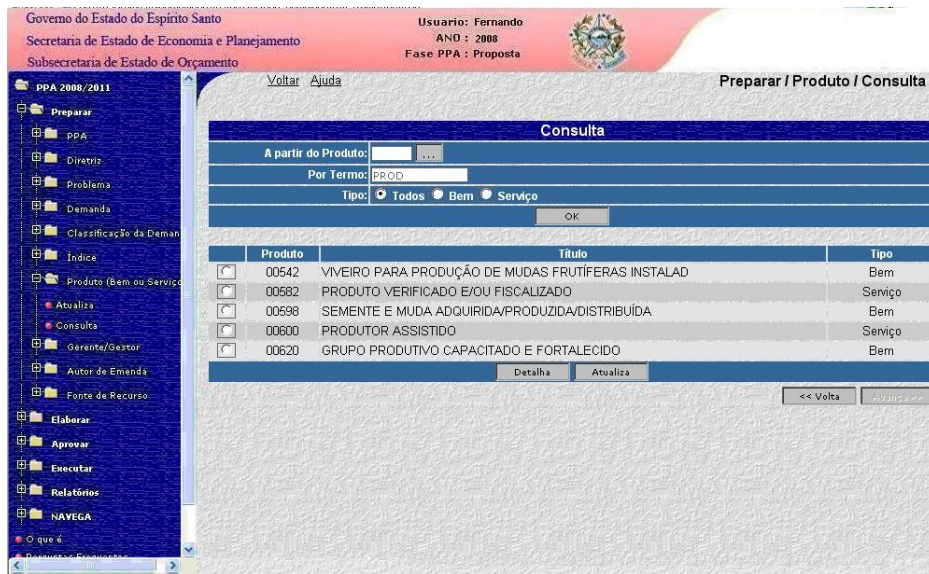 Governo do Estado do Espírito Santo
Secretaria de Estado de Economia e Planejamento
Subsecretaria de Estado de Orçamento
Usuario: Fernando
ANO : 2008
Fase PPA : Proposta
Voltar Ajuda
Preparar / Produto / Consulta
PPA 2008/2011
Preparar
PPA
Diretriz
Problema
Demanda
Classificação da Deman
Índice
Produto (Bem ou Serviço
Atualiza
Consulta
Gerente/Gestor
Autor de Emenda
Fonte de Recurso
Elaborar
Aprovar
Executar
Relatórios
NAVEGA
O que é
Perguntas Frequentes
Consulta
A partir do Produto: ...
Por Termo: PROD
Tipo: Todos Bem Serviço
OK
Produto Título Tipo
00542 VIVEIRO PARA PRODUÇÃO DE MUDAS FRUTÍFERAS INSTALAD Bem
00582 PRODUTO VERIFICADO E/OU FISCALIZADO Serviço
00598 SEMENTE E MUDA ADQUIRIDA/PRODUZIDA/DISTRIBUÍDA Bem
00600 PRODUTOR ASSISTIDO Serviço
00620 GRUPO PRODUTIVO CAPACITADO E FORTALECIDO Bem
Detalha Atualiza
<< Volta Avança >>